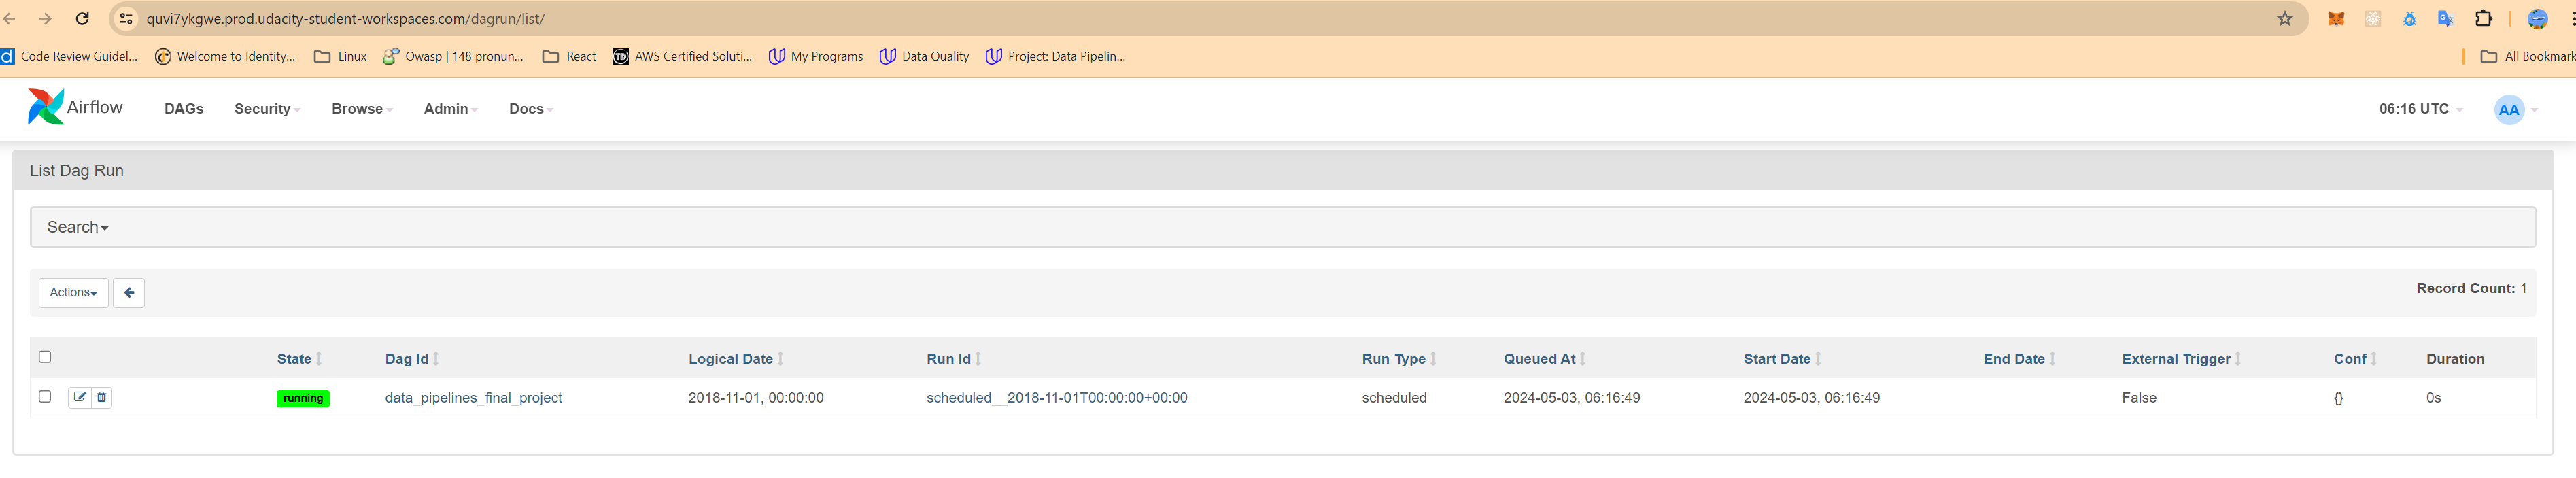 quvi7ykgwe.prod.udacity-student-workspaces.com/dagrun/list/
Code Review Guidel... Welcome to Identity... Linux Owasp | 148 pronun... React AWS Certified Soluti... My Programs Data Quality Project: Data Pipelin... All Bookmark
Airflow DAGs Security Browse Admin Docs 06:16 UTC AA
List Dag Run
Search
Actions Record Count: 1
State Dag Id Logical Date Run Id Run Type Queued At Start Date End Date External Trigger Conf Duration
running data_pipelines_final_project 2018-11-01, 00:00:00 scheduled__2018-11-01T00:00:00+00:00 scheduled 2024-05-03, 06:16:49 2024-05-03, 06:16:49 False {} 0s